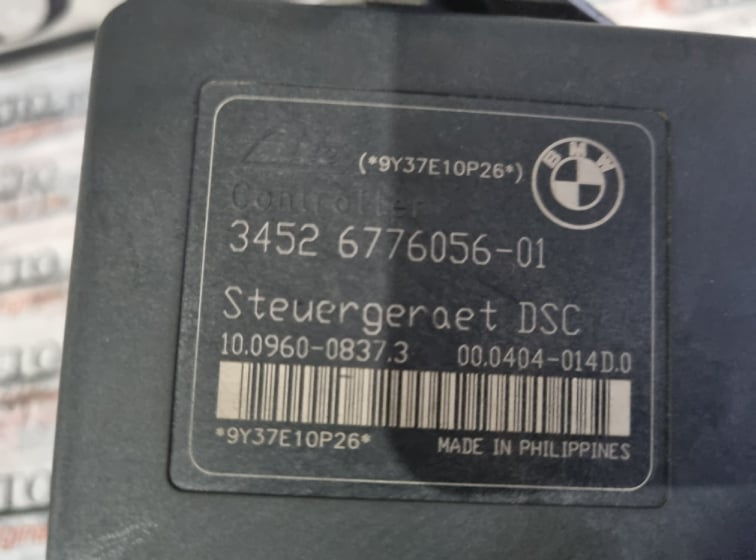 (*9Y37E10P26*)
BMW
Controller
3452 6776056-01
Steuergeraet DSC
10.0960-0837.3 00.0404-014D.0
*9Y37E10P26*
MADE IN PHILIPPINES